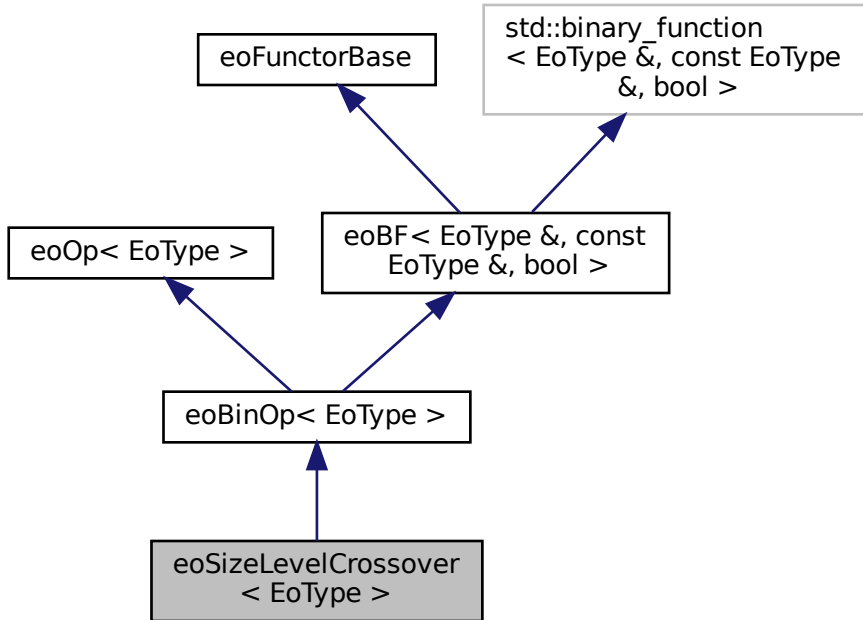 std::binary_function
< EoType &, const EoType
&, bool >
eoFunctorBase
eoBF< EoType &, const
EoType &, bool >
eoOp< EoType >
eoBinOp< EoType >
eoSizeLevelCrossover
< EoType >